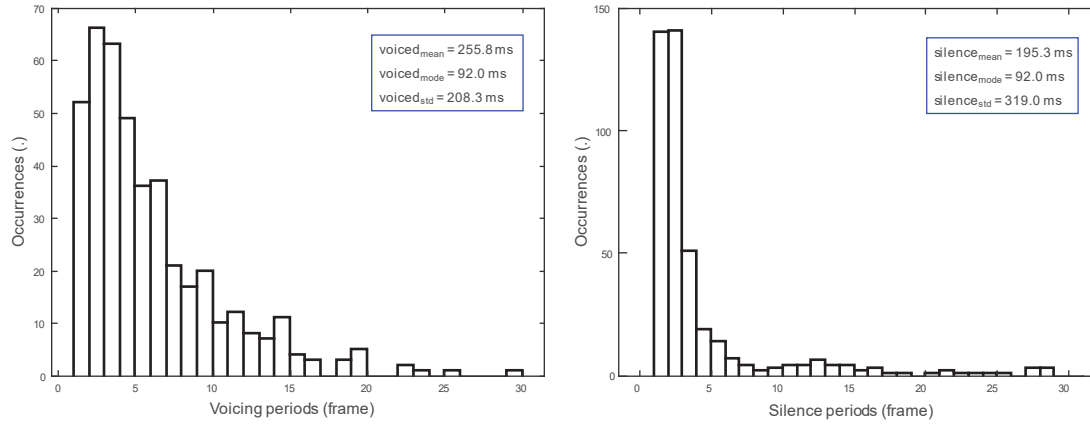 70
60
50
40
30
20
10
0
Occurrences (.)
voiced_mean = 255.8 ms
voiced_mode = 92.0 ms
voiced_std = 208.3 ms
0 5 10 15 20 25 30
Voicing periods (frame)
150
100
50
0
Occurrences (.)
silence_mean = 195.3 ms
silence_mode = 92.0 ms
silence_std = 319.0 ms
0 5 10 15 20 25 30
Silence periods (frame)